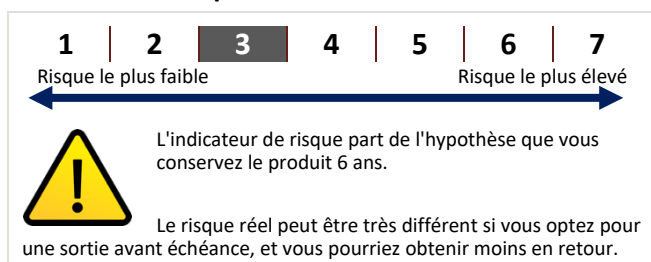 1 2 3 4 5 6 7
Risque le plus faible Risque le plus élevé
L'indicateur de risque part de l'hypothèse que vous
conservez le produit 6 ans.
Le risque réel peut être très différent si vous optez pour
une sortie avant échéance, et vous pourriez obtenir moins en retour.